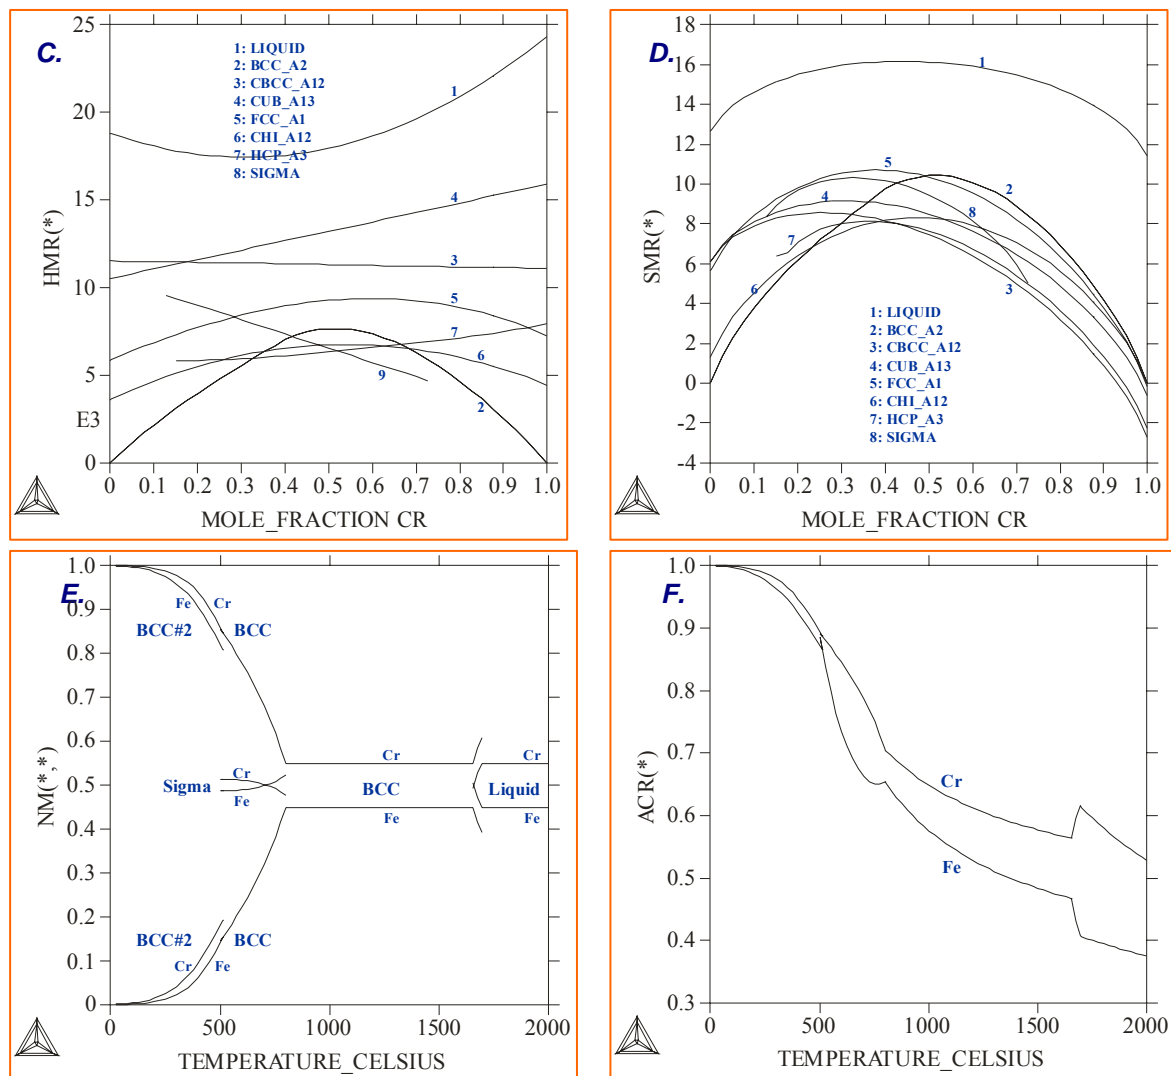 C.
25
20
15
10
5
0
E3
HMR(*)
1: LIQUID
2: BCC_A2
3: CBCC_A12
4: CUB_A13
5: FCC_A1
6: CHI_A12
7: HCP_A3
8: SIGMA
1
4
3
5
7
6
9
2
0 0.1 0.2 0.3 0.4 0.5 0.6 0.7 0.8 0.9 1.0
MOLE_FRACTION CR
D.
18
16
14
12
10
8
6
4
2
0
-2
-4
SMR(*)
1
5
2
4
8
7
6
3
1: LIQUID
2: BCC_A2
3: CBCC_A12
4: CUB_A13
5: FCC_A1
6: CHI_A12
7: HCP_A3
8: SIGMA
0 0.1 0.2 0.3 0.4 0.5 0.6 0.7 0.8 0.9 1.0
MOLE_FRACTION CR
E.
1.0
0.9
0.8
0.7
0.6
0.5
0.4
0.3
0.2
0.1
0
NM(*,*)
Fe Cr
BCC#2 BCC
Cr Cr
Sigma Cr BCC Liquid
Fe
Fe Fe
BCC#2 BCC
Cr Fe
0 500 1000 1500 2000
TEMPERATURE_CELSIUS
F.
1.0
0.9
0.8
0.7
0.6
0.5
0.4
0.3
ACR(*)
Cr
Fe
0 500 1000 1500 2000
TEMPERATURE_CELSIUS